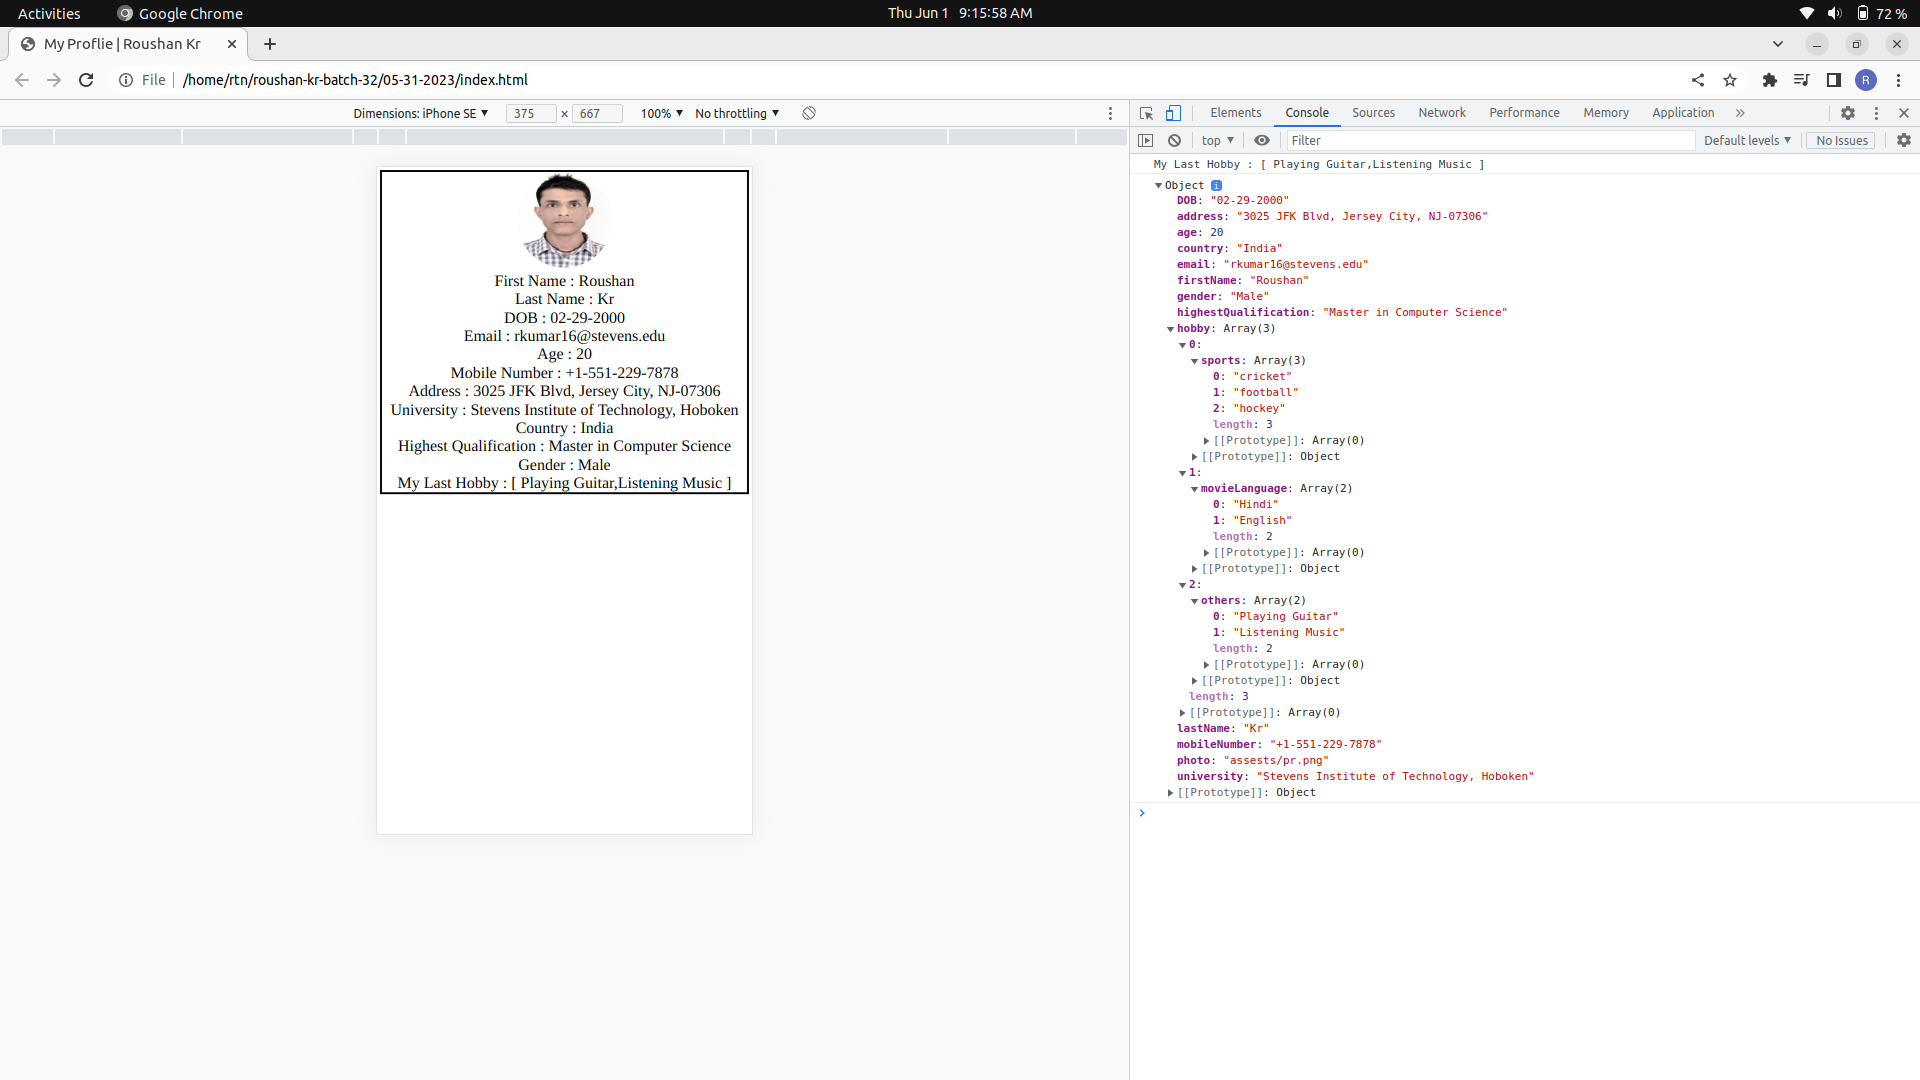 Activities
Google Chrome
Thu Jun 1 9:15:58 AM
72 %
My Proflie | Roushan Kr
File
/home/rtn/roushan-kr-batch-32/05-31-2023/index.html
R
Dimensions: iPhone SE
375 × 667
100%
No throttling
Elements
Console
Sources
Network
Performance
Memory
Application
top
Filter
Default levels
No Issues
First Name : Roushan
Last Name : Kr
DOB : 02-29-2000
Email : rkumar16@stevens.edu
Age : 20
Mobile Number : +1-551-229-7878
Address : 3025 JFK Blvd, Jersey City, NJ-07306
University : Stevens Institute of Technology, Hoboken
Country : India
Highest Qualification : Master in Computer Science
Gender : Male
My Last Hobby : [ Playing Guitar,Listening Music ]
My Last Hobby : [ Playing Guitar,Listening Music ]
Object i
DOB: "02-29-2000"
address: "3025 JFK Blvd, Jersey City, NJ-07306"
age: 20
country: "India"
email: "rkumar16@stevens.edu"
firstName: "Roushan"
gender: "Male"
highestQualification: "Master in Computer Science"
hobby: Array(3)
0:
sports: Array(3)
0: "cricket"
1: "football"
2: "hockey"
length: 3
[[Prototype]]: Array(0)
[[Prototype]]: Object
1:
movieLanguage: Array(2)
0: "Hindi"
1: "English"
length: 2
[[Prototype]]: Array(0)
[[Prototype]]: Object
2:
others: Array(2)
0: "Playing Guitar"
1: "Listening Music"
length: 2
[[Prototype]]: Array(0)
[[Prototype]]: Object
length: 3
[[Prototype]]: Array(0)
lastName: "Kr"
mobileNumber: "+1-551-229-7878"
photo: "assests/pr.png"
university: "Stevens Institute of Technology, Hoboken"
[[Prototype]]: Object